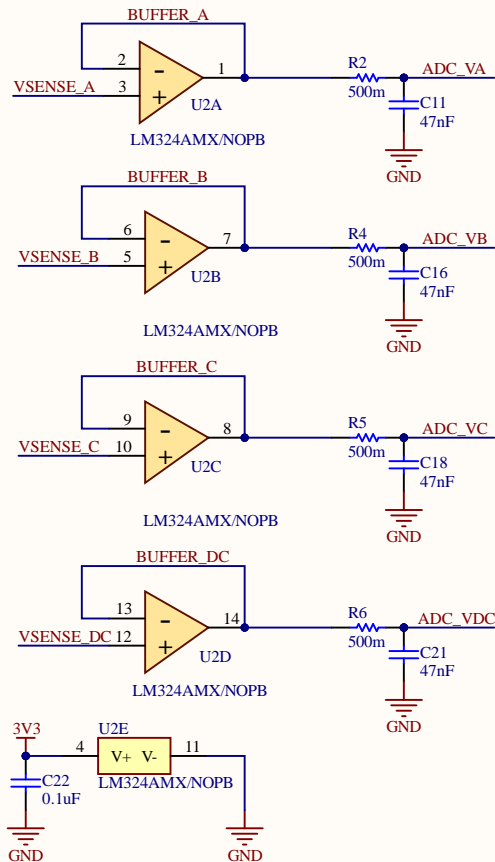 BUFFER_A
2
-
1
R2
ADC_VA
VSENSE_A
3
+
U2A
500m
C11
47nF
LM324AMX/NOPB
GND
BUFFER_B
6
-
7
R4
ADC_VB
VSENSE_B
5
+
U2B
500m
C16
47nF
LM324AMX/NOPB
GND
BUFFER_C
9
-
8
R5
ADC_VC
VSENSE_C
10
+
U2C
500m
C18
47nF
LM324AMX/NOPB
GND
BUFFER_DC
13
-
14
R6
ADC_VDC
VSENSE_DC
12
+
U2D
500m
C21
47nF
LM324AMX/NOPB
GND
3V3
U2E
4
V+ V-
11
C22
LM324AMX/NOPB
0.1uF
GND
GND